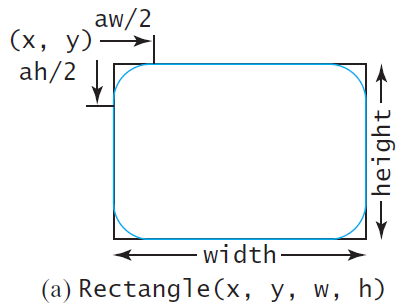 aw/2
(x, y)
ah/2
height
width
(a) Rectangle(x, y, w, h)